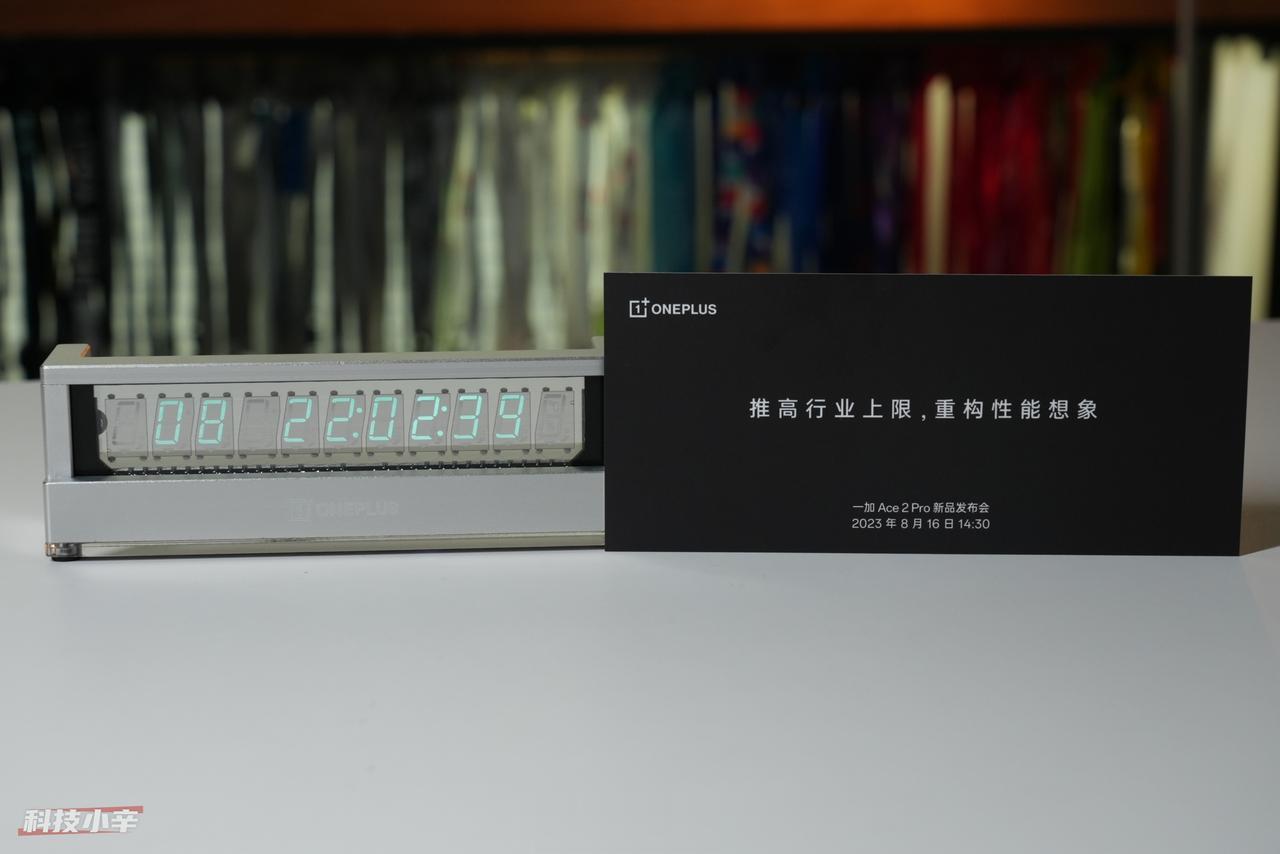 ONEPLUS
推高行业上限,重构性能想象
一加 Ace 2 Pro 新品发布会
2023 年 8 月 16 日 14:30
08 22:02:39
ONEPLUS
科技小辛